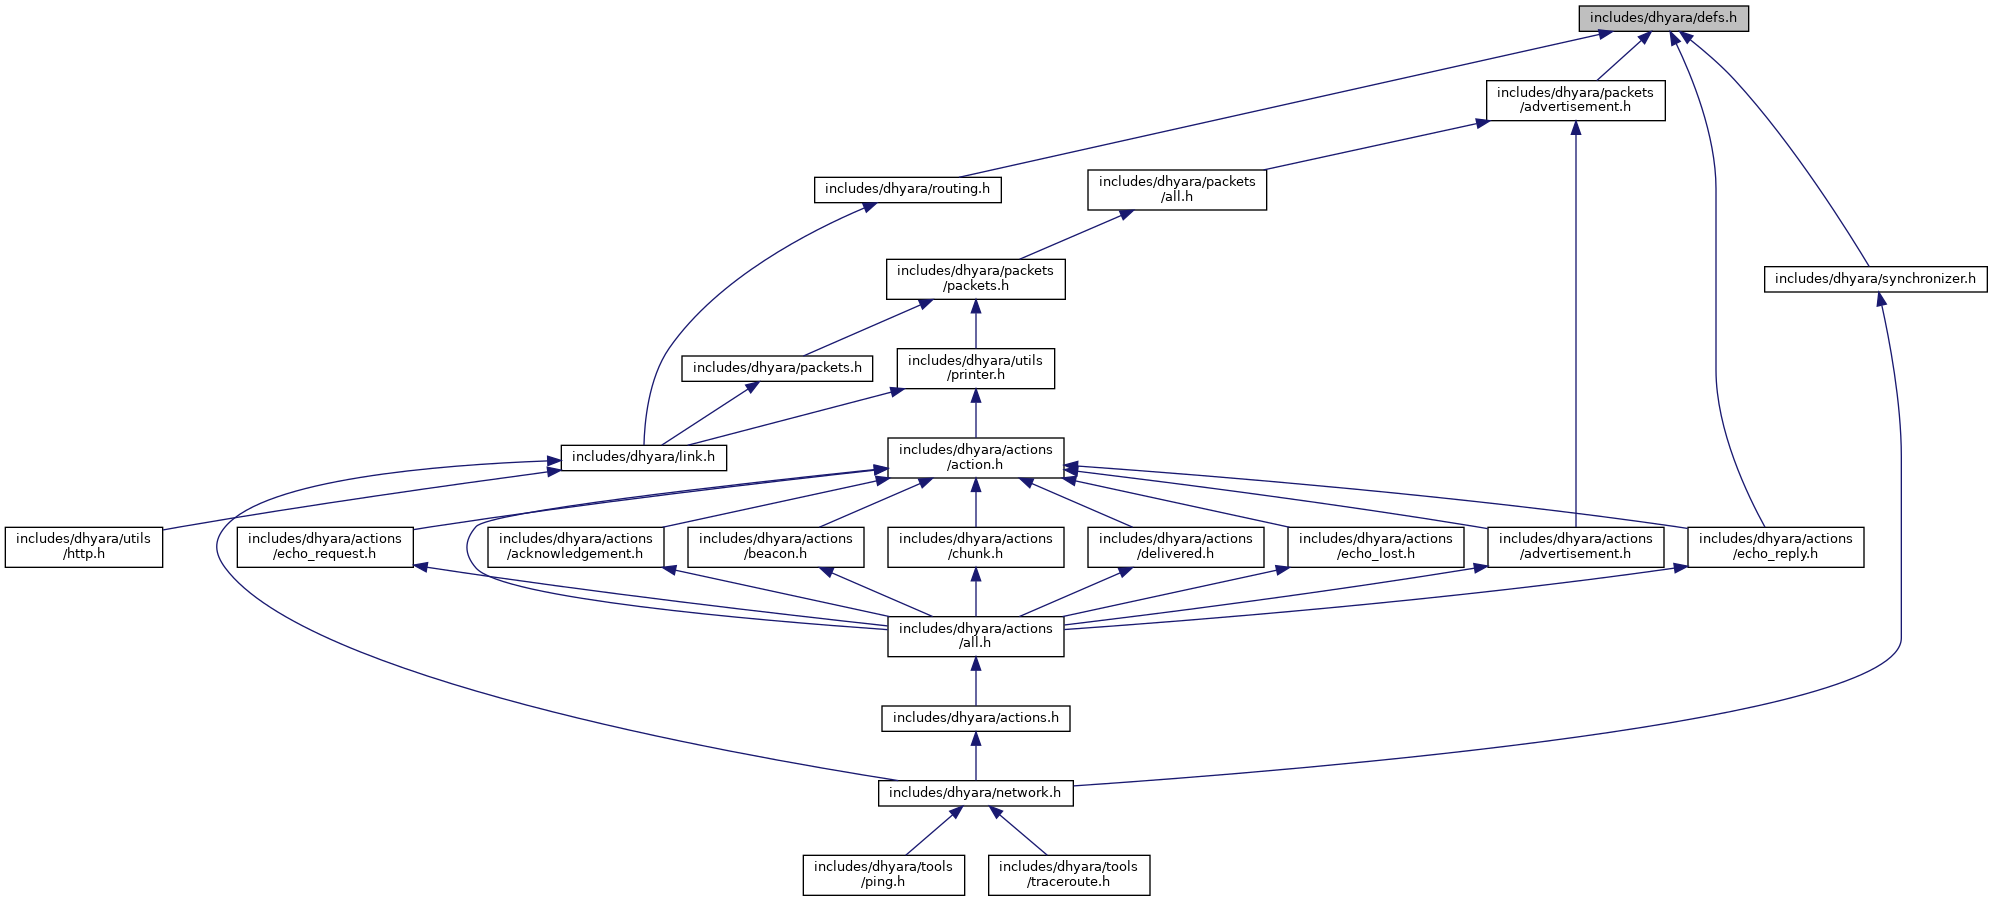 includes/dhyara/defs.h
includes/dhyara/packets
/advertisement.h
includes/dhyara/routing.h
includes/dhyara/packets
/all.h
includes/dhyara/packets
/packets.h
includes/dhyara/synchronizer.h
includes/dhyara/packets.h
includes/dhyara/utils
/printer.h
includes/dhyara/link.h
includes/dhyara/actions
/action.h
includes/dhyara/utils
/http.h
includes/dhyara/actions
/echo_request.h
includes/dhyara/actions
/acknowledgement.h
includes/dhyara/actions
/beacon.h
includes/dhyara/actions
/chunk.h
includes/dhyara/actions
/delivered.h
includes/dhyara/actions
/echo_lost.h
includes/dhyara/actions
/advertisement.h
includes/dhyara/actions
/echo_reply.h
includes/dhyara/actions
/all.h
includes/dhyara/actions.h
includes/dhyara/network.h
includes/dhyara/tools
/ping.h
includes/dhyara/tools
/traceroute.h